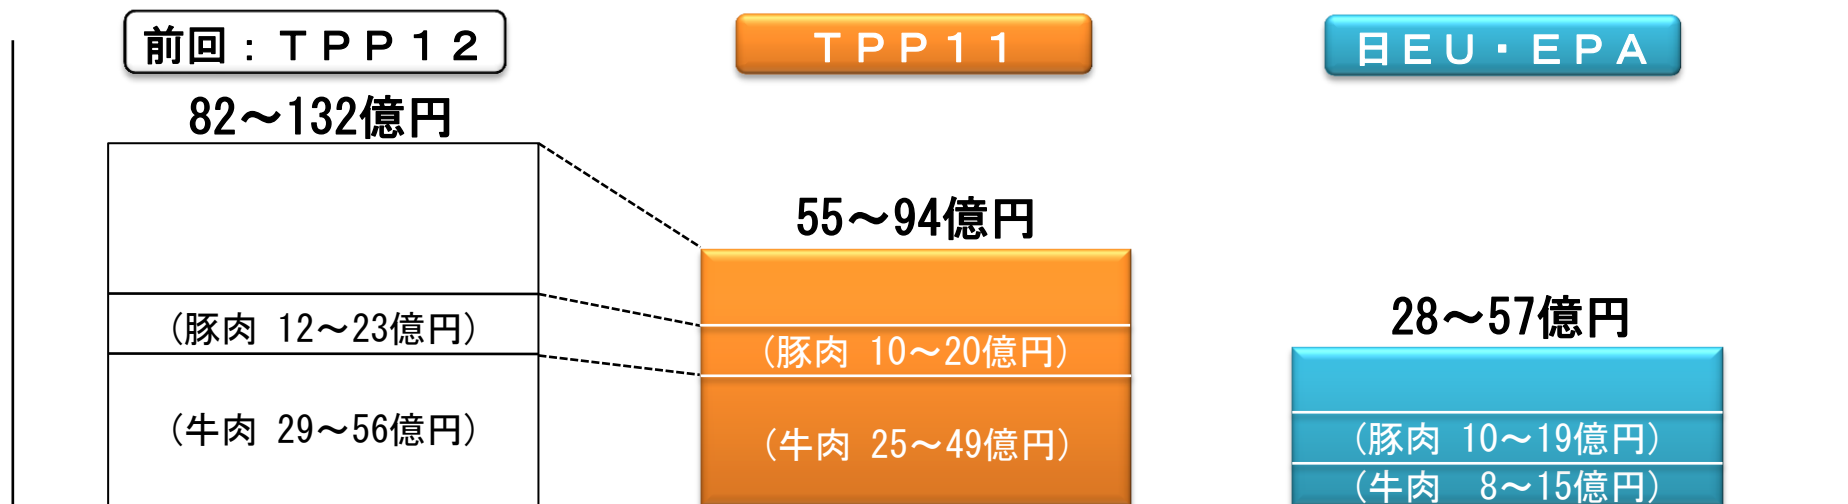 前回：ＴＰＰ１２
ＴＰＰ１１
日ＥＵ・ＥＰＡ
82～132億円
55～94億円
28～57億円
(豚肉 12～23億円)
(豚肉 10～20億円)
(豚肉 10～19億円)
(牛肉 29～56億円)
(牛肉 25～49億円)
(牛肉 8～15億円)